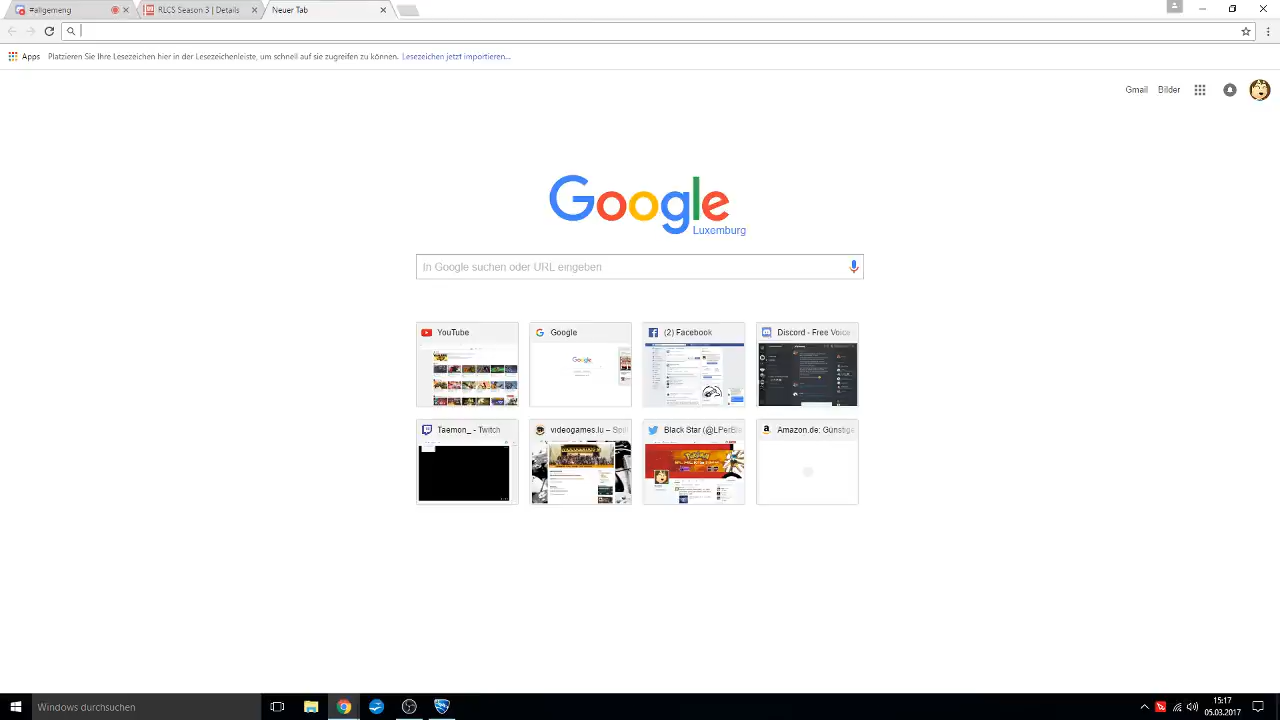 #allgemeng
RLCS Season 3 | Details
Neuer Tab
Apps Platzieren Sie Ihre Lesezeichen hier in der Lesezeichenleiste, um schnell auf sie zugreifen zu können. Lesezeichen jetzt importieren...
Gmail Bilder
Google
Luxemburg
In Google suchen oder URL eingeben
YouTube
Google
(2) Facebook
Discord - Free Voice
Taemon_ - Twitch
videogames.lu –
Black Star (@LPerBl
Amazon.de: Günstige
Windows durchsuchen
15:17
05.03.2017